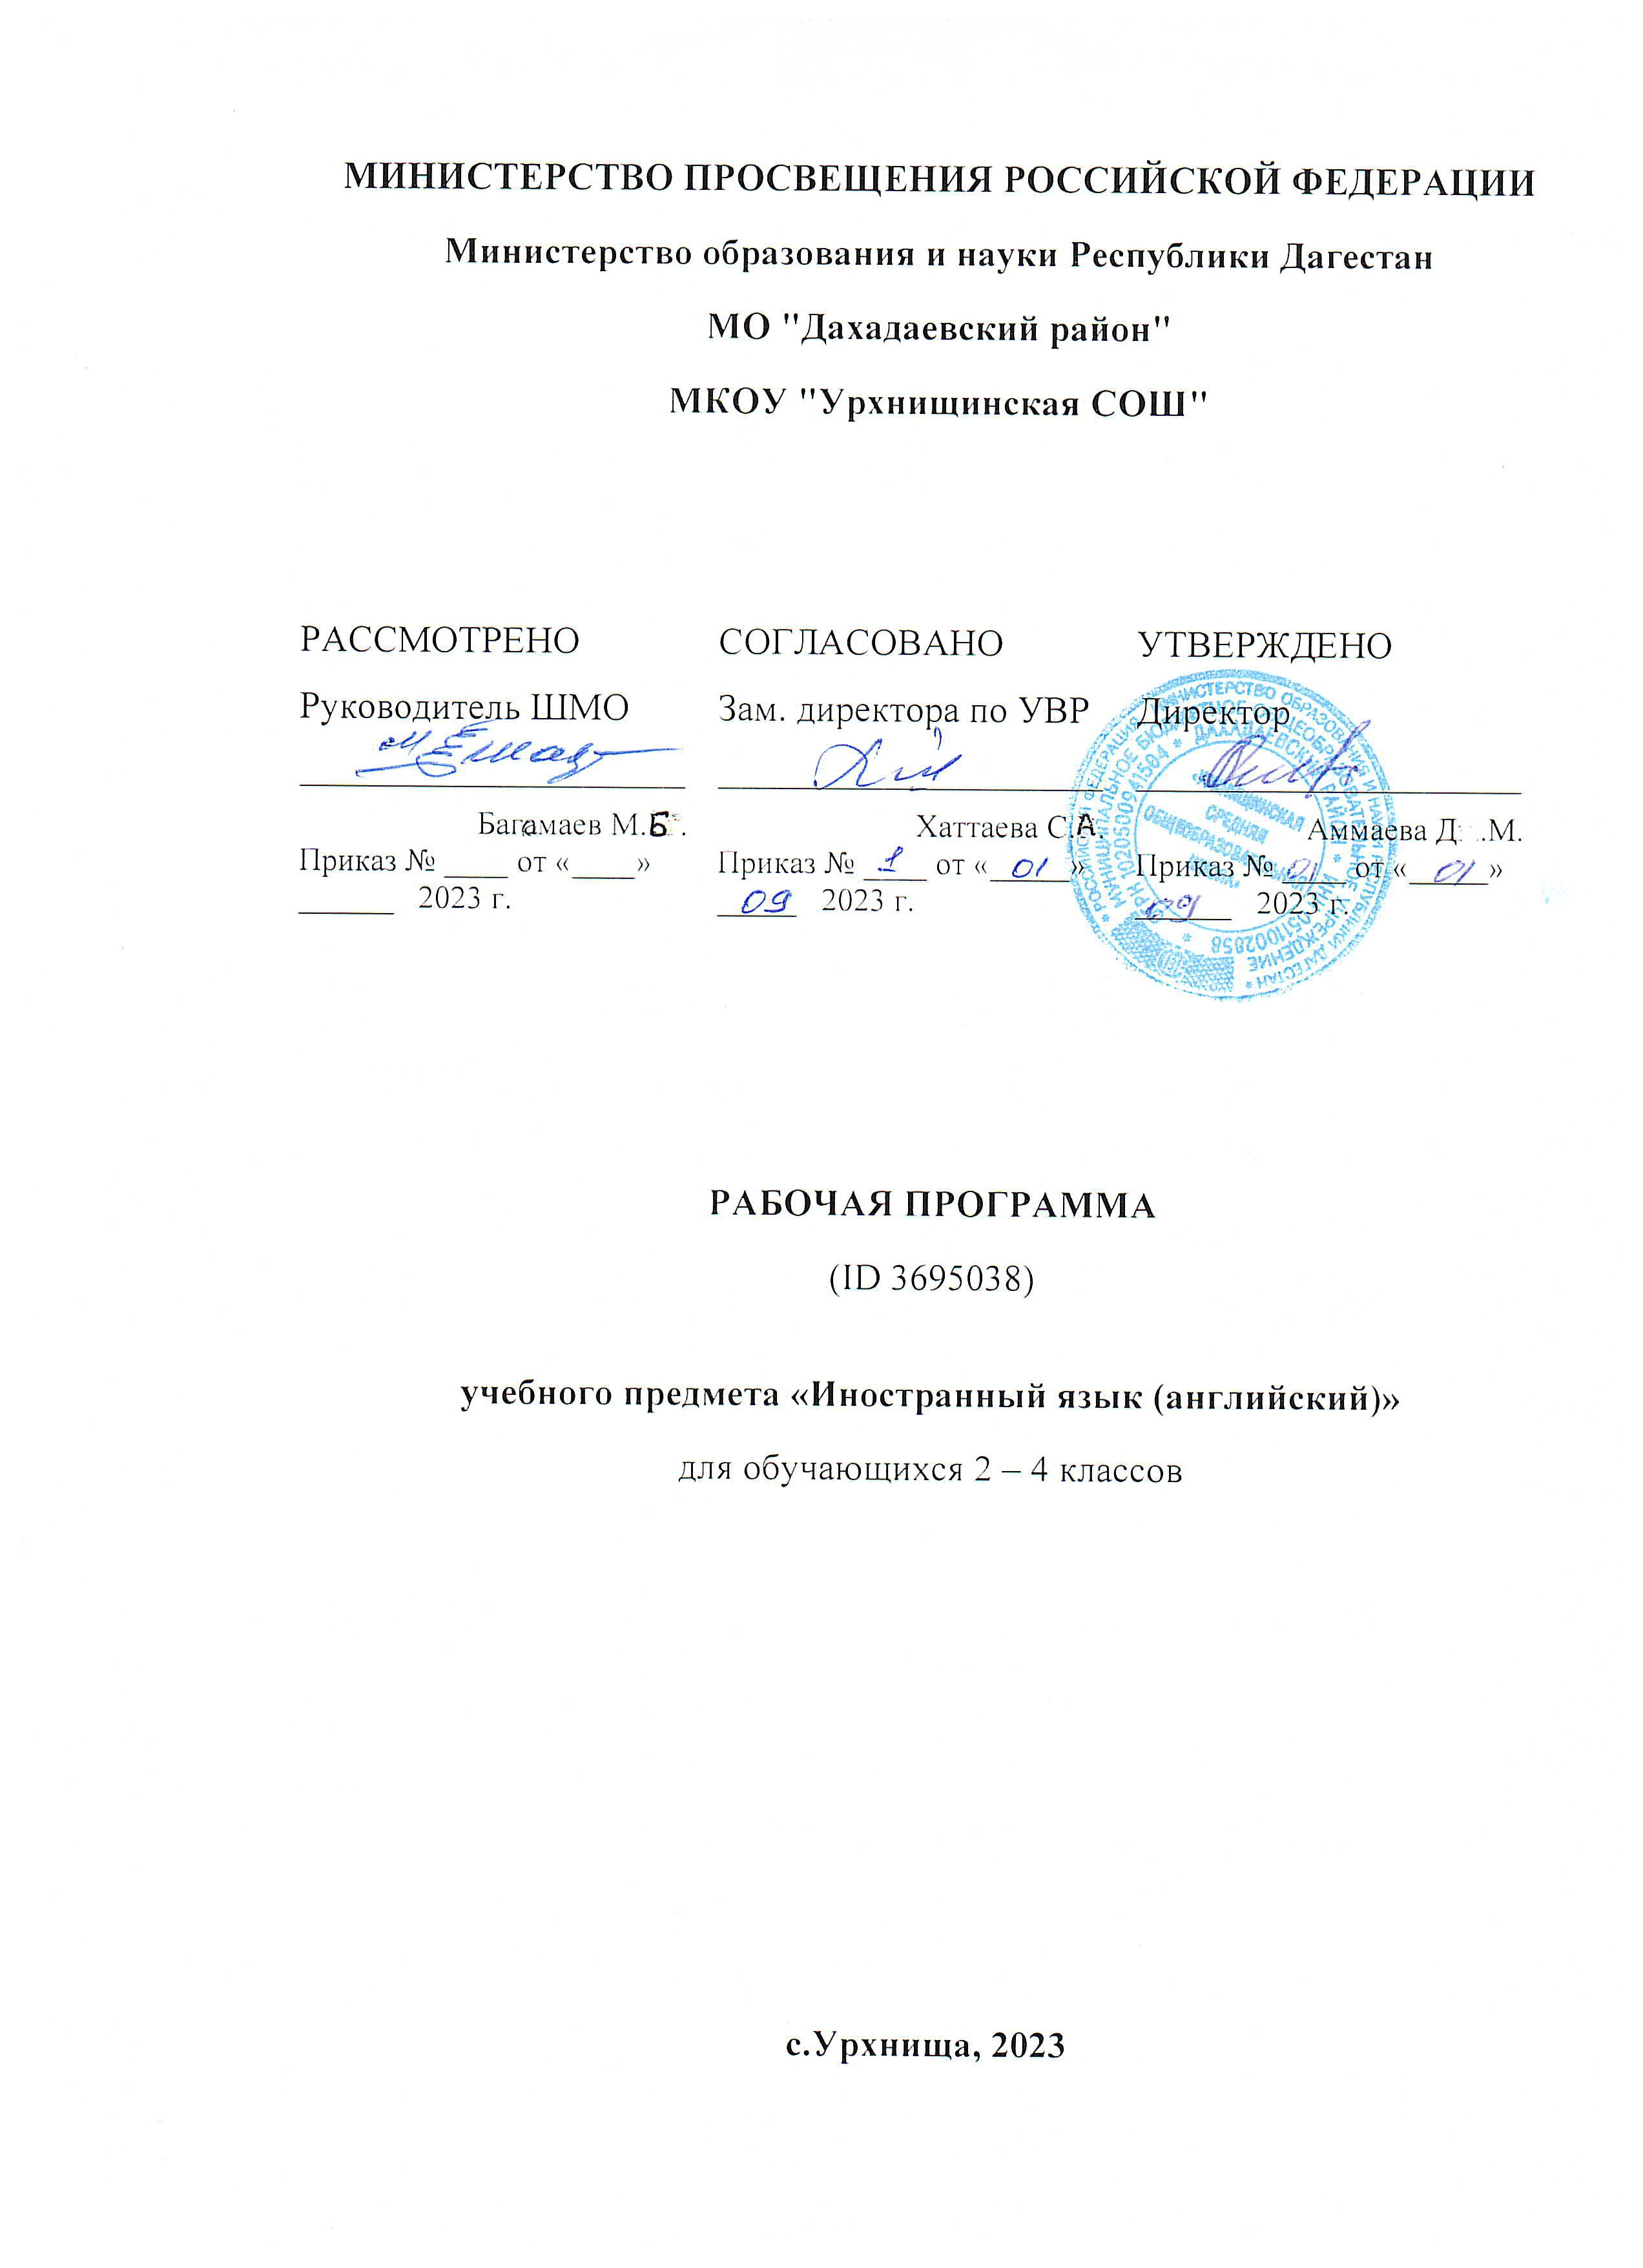 МИНИСТЕРСТВО ПРОСВЕЩЕНИЯ РОССИЙСКОЙ ФЕДЕРАЦИИ
Министерство образования и науки Республики Дагестан
МО "Дахадаевский район"
МКОУ "Урхнищинская СОШ"
РАССМОТРЕНО
Руководитель ШМО
Багамаев М.Б.
Приказ № ____ от «____»
______ 2023 г.
СОГЛАСОВАНО
Зам. директора по УВР
Хаттаева С.А.
Приказ № 1 от « 01 »
09 2023 г.
УТВЕРЖДЕНО
Директор
Аммаева Д. .М.
Приказ № 01 от « 01 »
09 2023 г.
РАБОЧАЯ ПРОГРАММА
(ID 3695038)
учебного предмета «Иностранный язык (английский)»
для обучающихся 2 – 4 классов
с.Урхнища, 2023